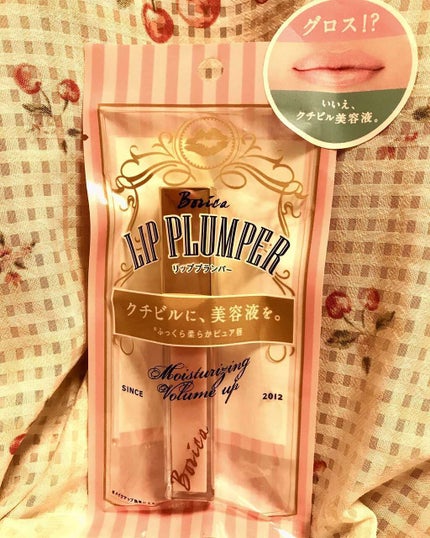 グロス!?
いいえ、
クチビル美容液。
Borica
LIP PLUMPER
リッププランパー
クチビルに、美容液を。
ふっくら柔らかピュア唇
Moisturizing
Volume up
SINCE 2012
Borica